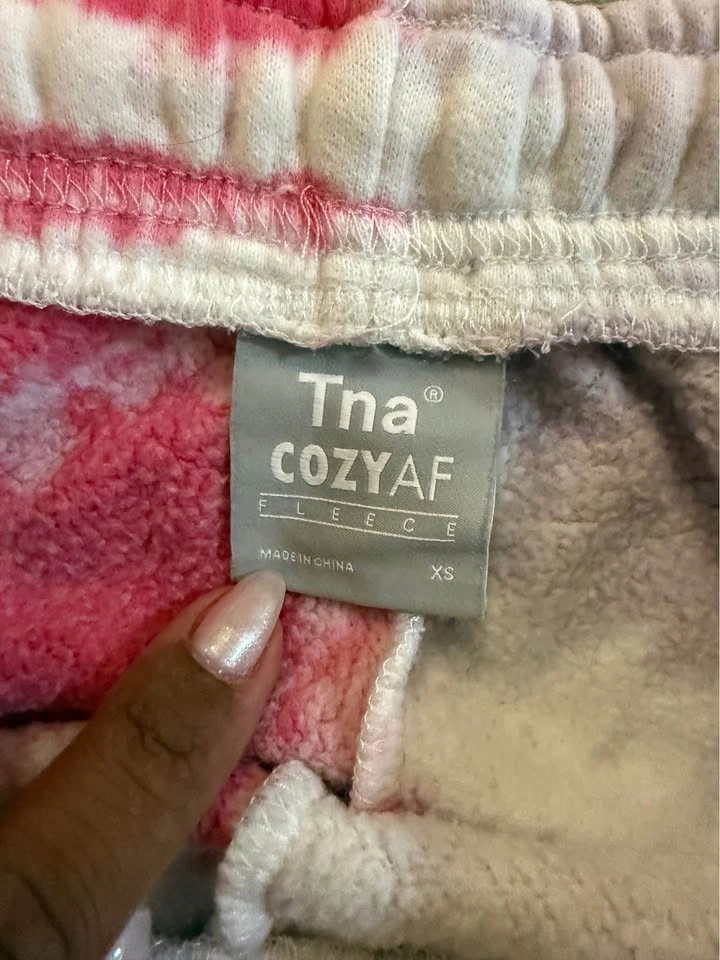 Tna®
COZYAF
FLEECE
MADE IN CHINA
XS